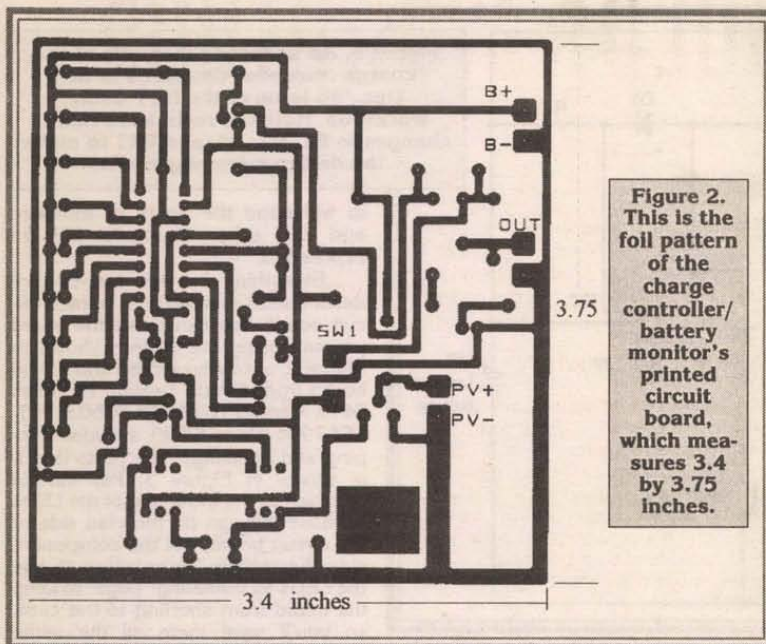 B+
B-
OUT
SW1
PV+
PV-
3.75
3.4 inches
Figure 2.
This is the
foil pattern
of the
charge
controller/
battery
monitor's
printed
circuit
board,
which mea-
sures 3.4
by 3.75
inches.